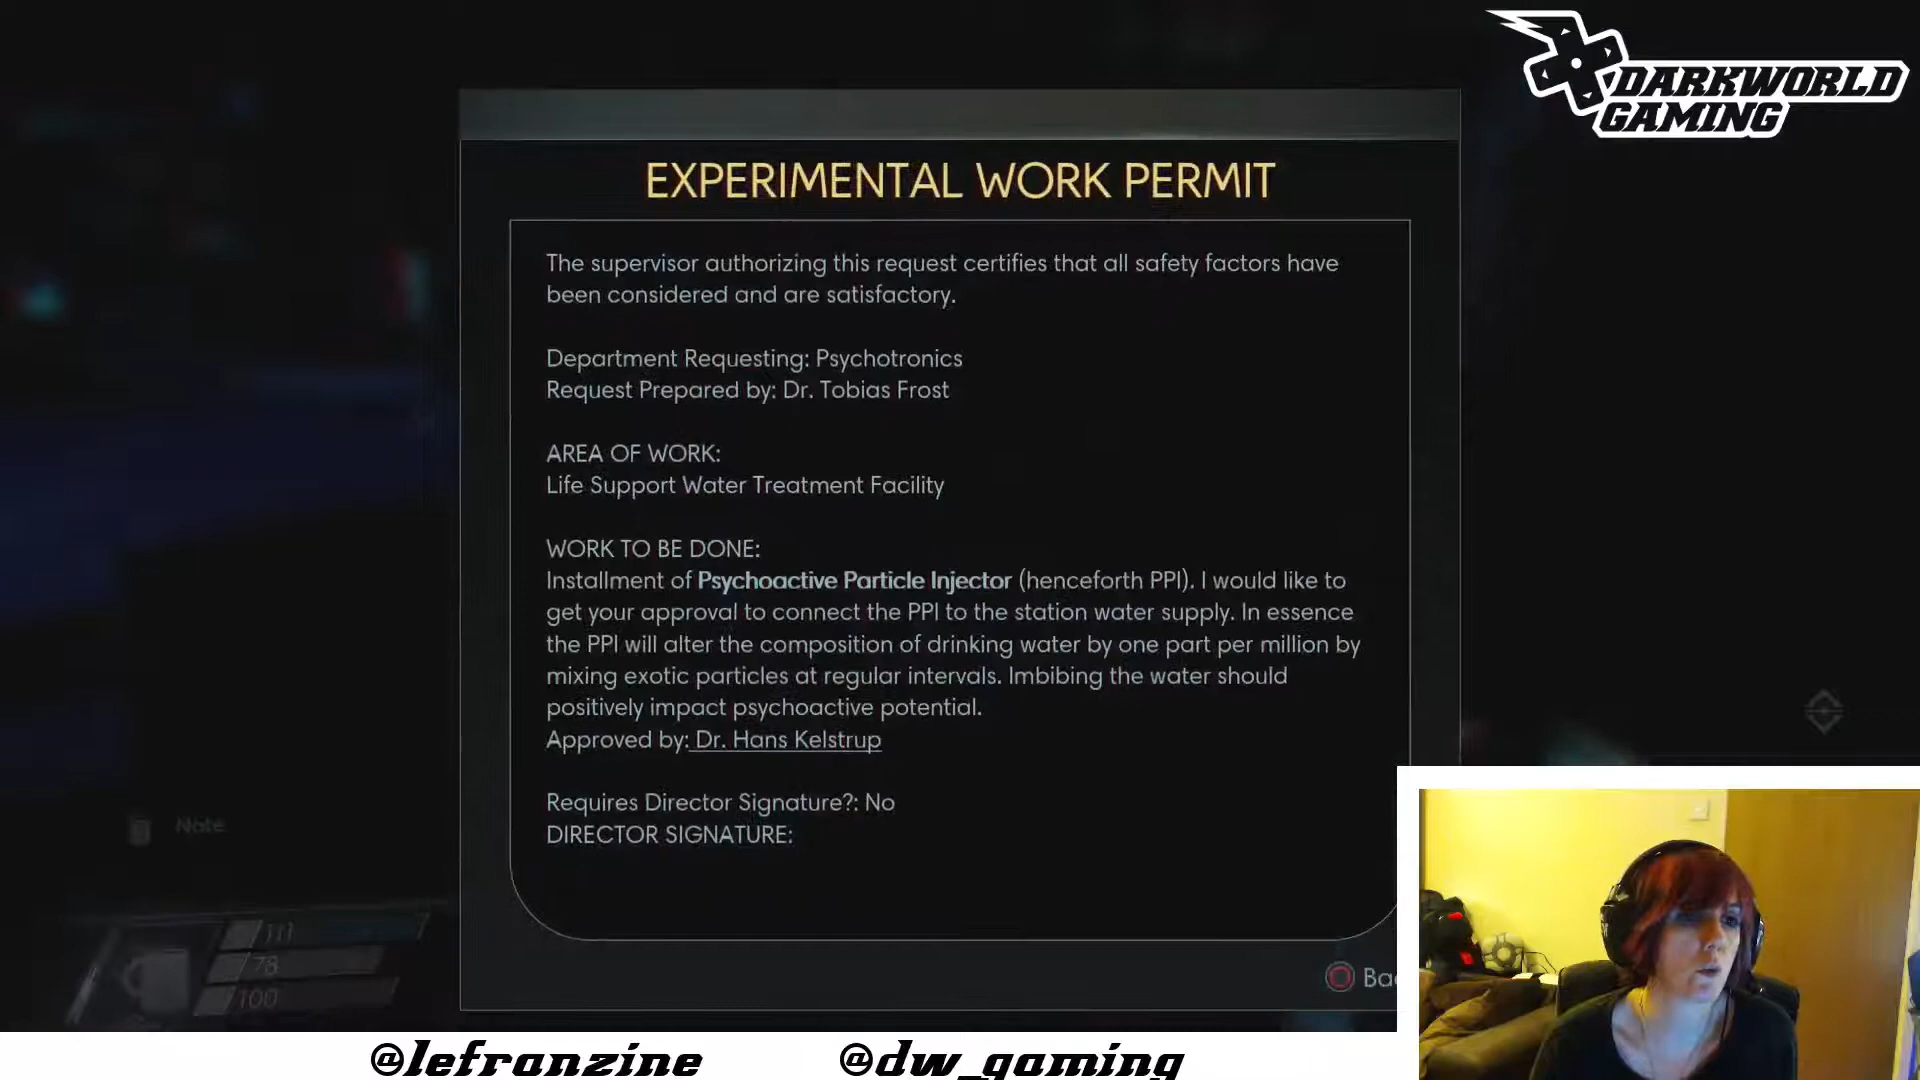 DARKWORLD
GAMING
EXPERIMENTAL WORK PERMIT
The supervisor authorizing this request certifies that all safety factors have
been considered and are satisfactory.
Department Requesting: Psychotronics
Request Prepared by: Dr. Tobias Frost
AREA OF WORK:
Life Support Water Treatment Facility
WORK TO BE DONE:
Installment of Psychoactive Particle Injector (henceforth PPI). I would like to
get your approval to connect the PPI to the station water supply. In essence
the PPI will alter the composition of drinking water by one part per million by
mixing exotic particles at regular intervals. Imbibing the water should
positively impact psychoactive potential.
Approved by: Dr. Hans Kelstrup
Requires Director Signature?: No
DIRECTOR SIGNATURE:
Note
78
100
@lefranzine @dw_gaming